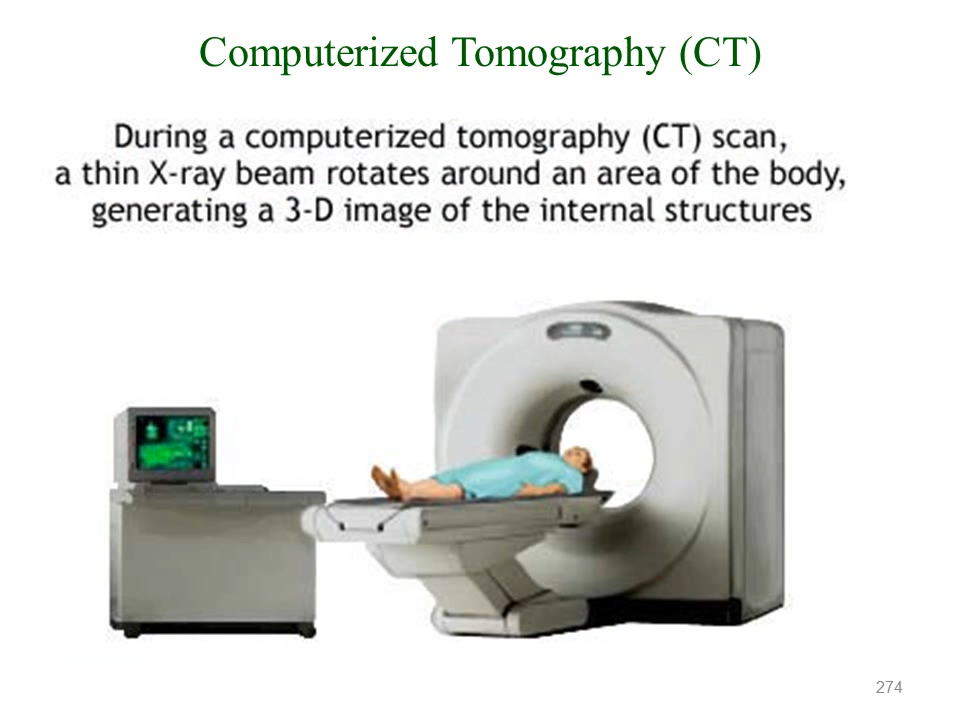 Computerized Tomography (CT)
During a computerized tomography (CT) scan,
a thin X-ray beam rotates around an area of the body,
generating a 3-D image of the internal structures
274